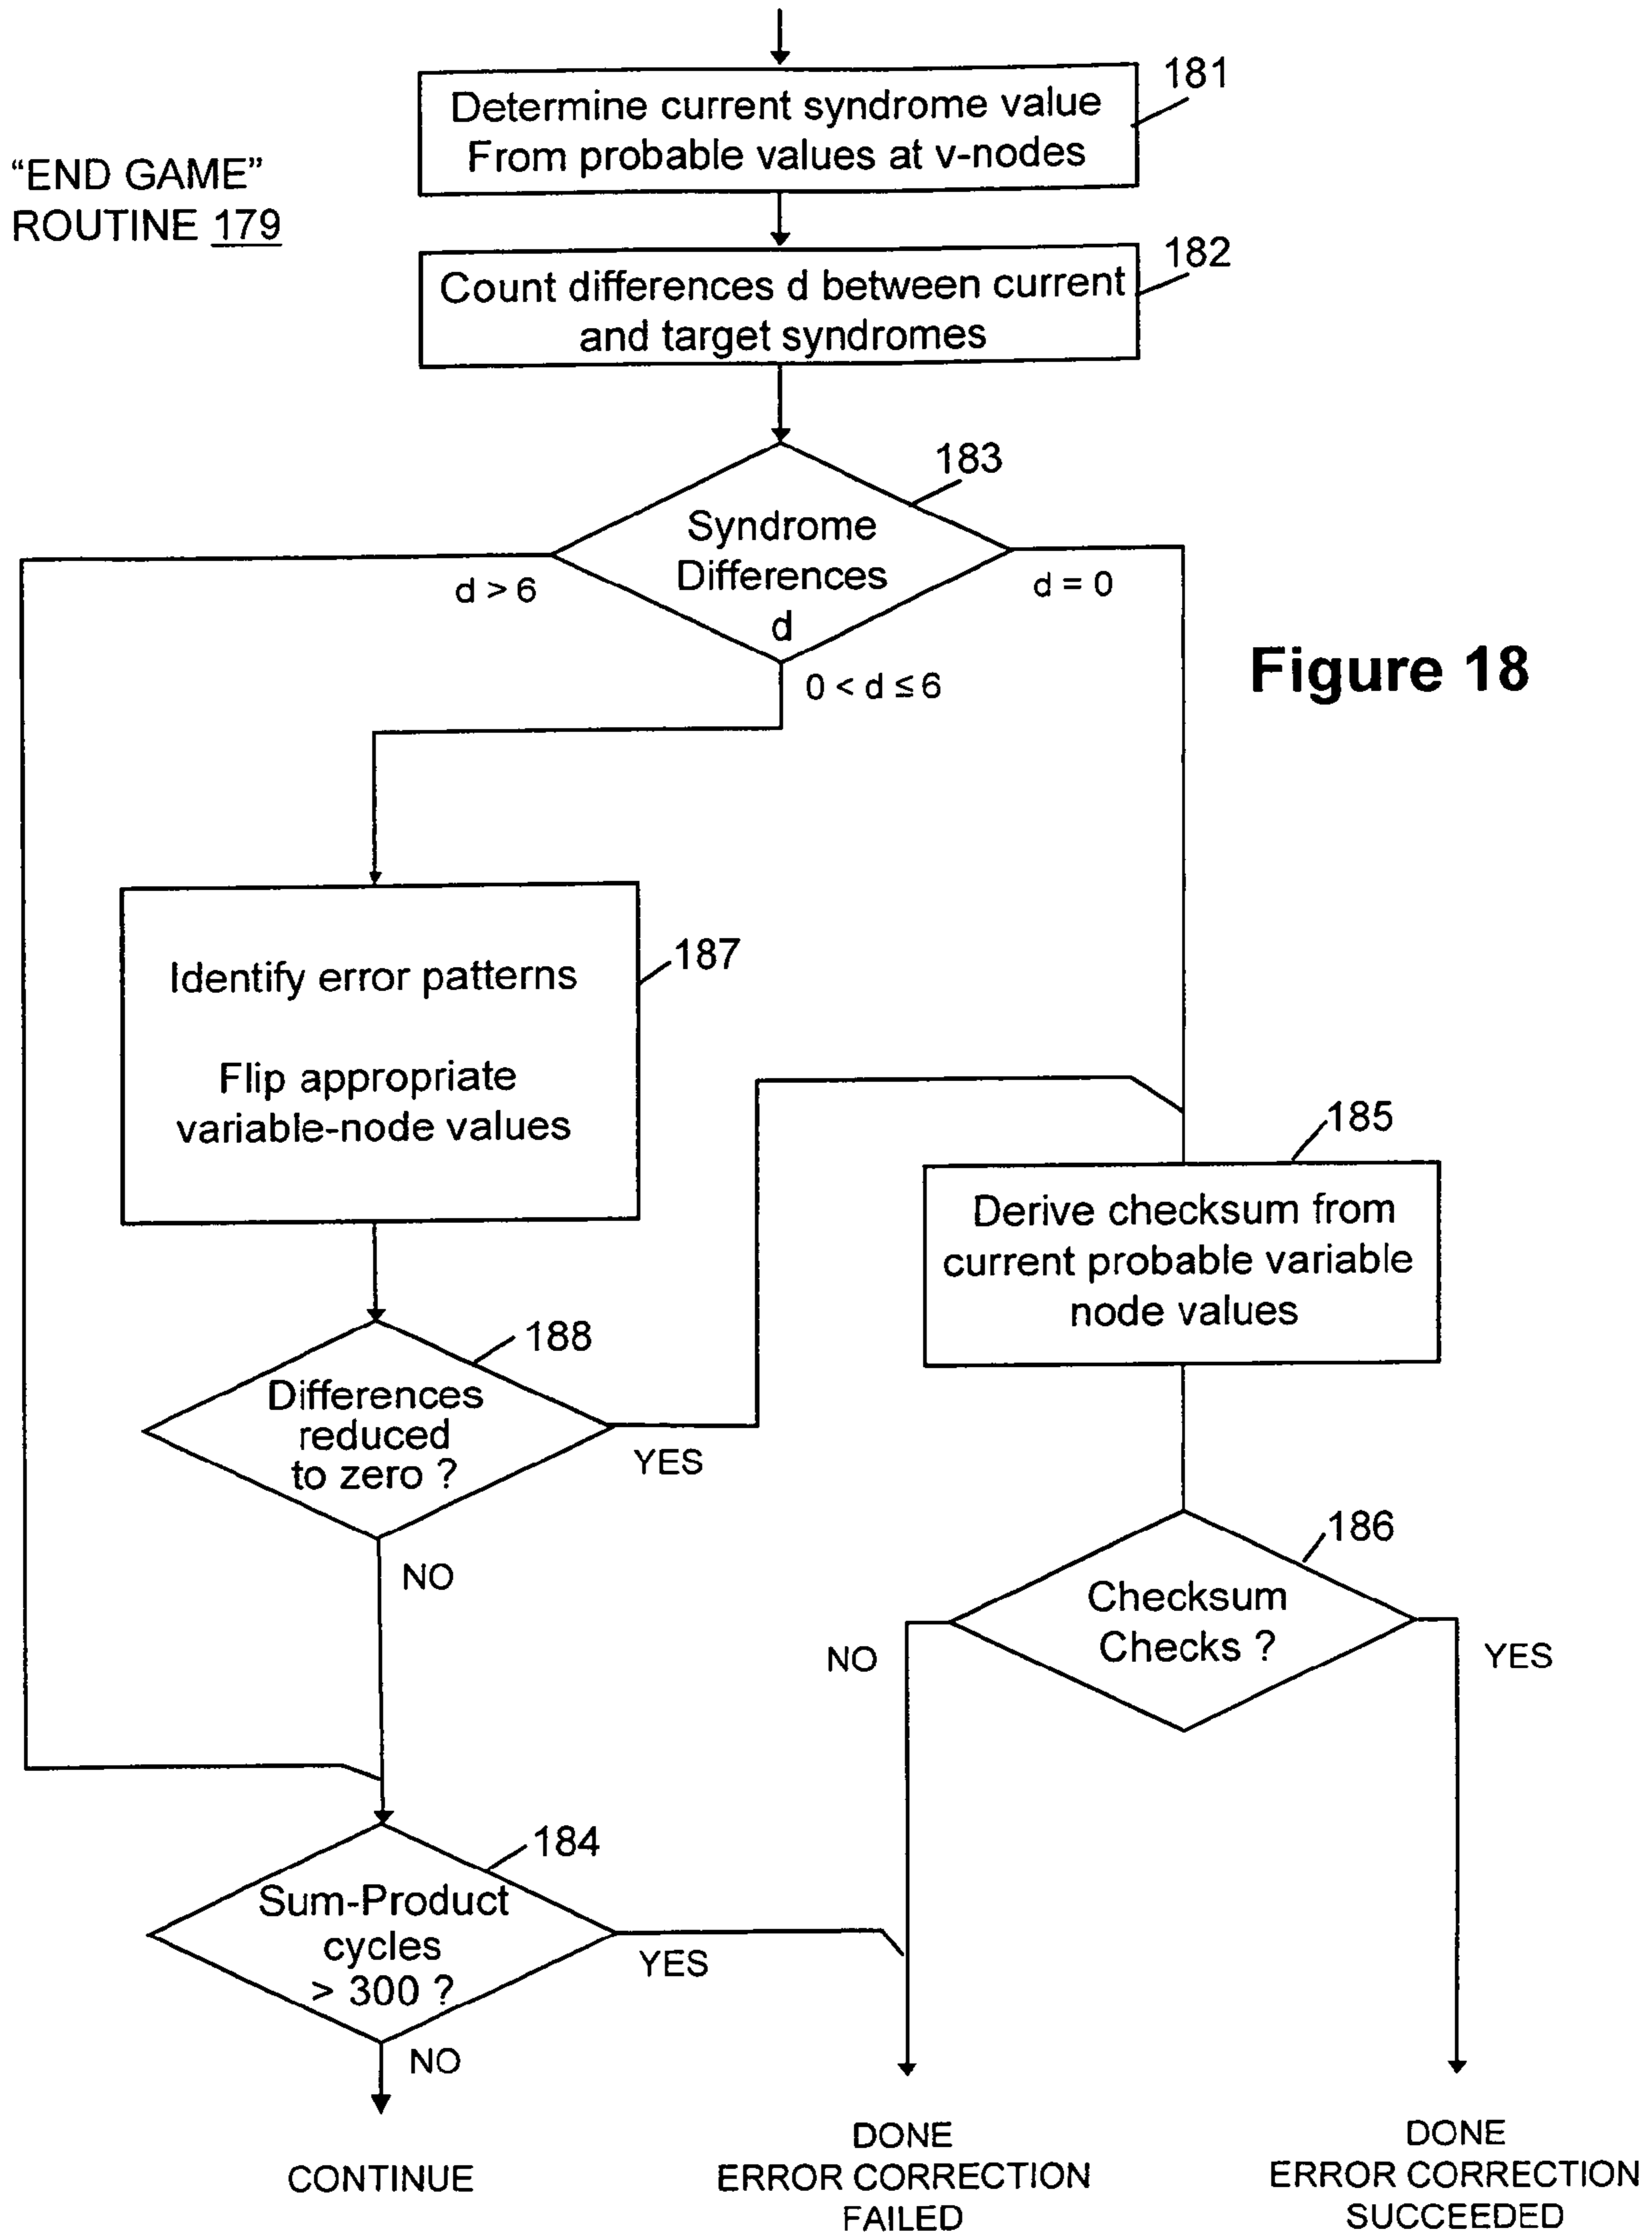 181
Determine current syndrome value
From probable values at v-nodes
“END GAME”
ROUTINE 179
182
Count differences d between current
and target syndromes
183
Syndrome
Differences
d
d > 6
d = 0
0 < d ≤ 6
Figure 18
187
Identify error patterns
Flip appropriate
variable-node values
185
Derive checksum from
current probable variable
node values
188
Differences
reduced
to zero ?
YES
NO
186
Checksum
Checks ?
NO
YES
184
Sum-Product
cycles
> 300 ?
YES
NO
CONTINUE
DONE
ERROR CORRECTION
FAILED
DONE
ERROR CORRECTION
SUCCEEDED